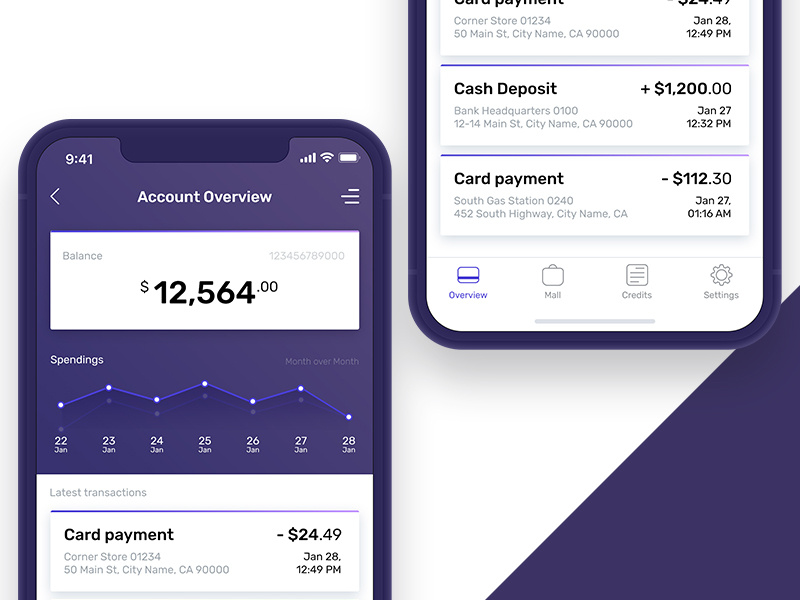 9:41
Account Overview
Balance 123456789000
$ 12,564.00
Spendings Month over Month
22 23 24 25 26 27 28
Jan Jan Jan Jan Jan Jan Jan
Latest transactions
Card payment - $24.49
Corner Store 01234 Jan 28,
50 Main St, City Name, CA 90000 12:49 PM
Card payment - $24.49
Corner Store 01234 Jan 28,
50 Main St, City Name, CA 90000 12:49 PM
Cash Deposit + $1,200.00
Bank Headquarters 0100 Jan 27
12-14 Main St, City Name, CA 90000 12:32 PM
Card payment - $112.30
South Gas Station 0240 Jan 27,
452 South Highway, City Name, CA 01:16 AM
Overview Mall Credits Settings